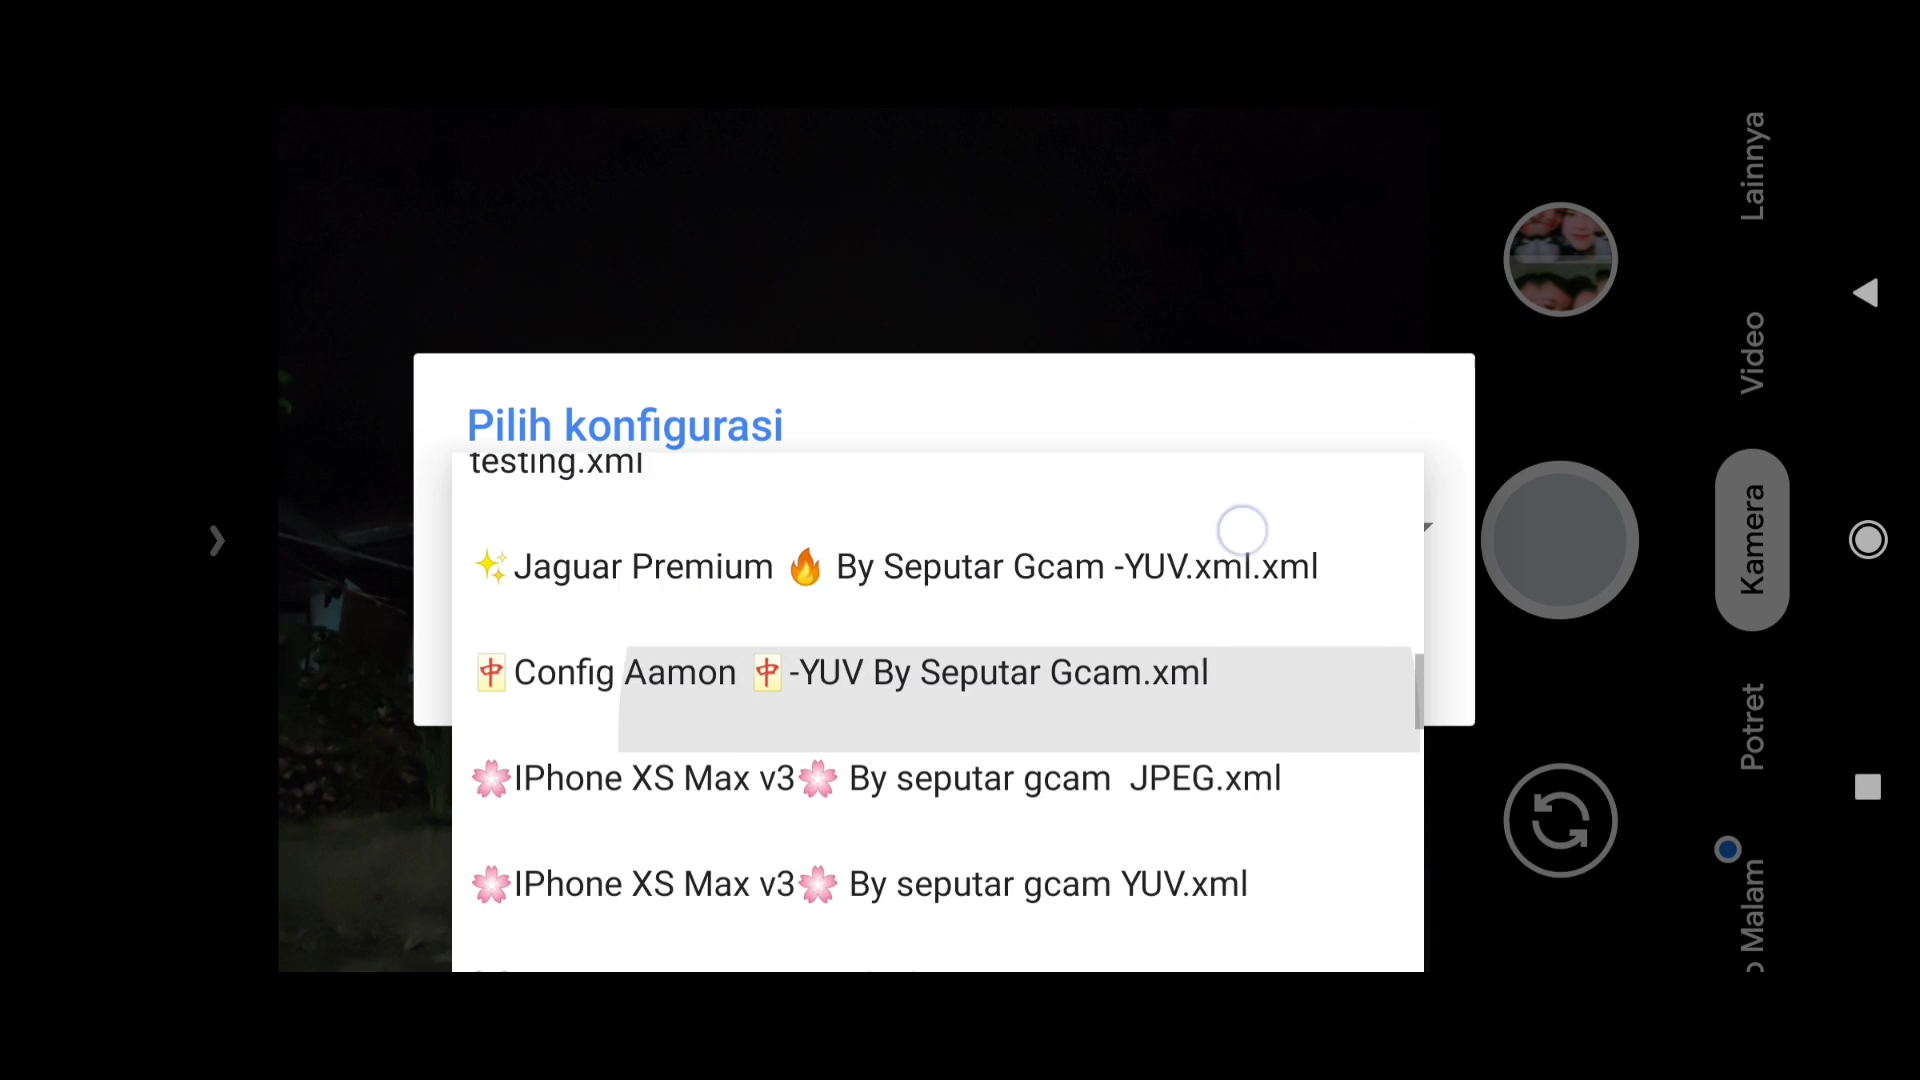 Pilih konfigurasi
testing.xml
✨Jaguar Premium 🔥 By Seputar Gcam -YUV.xml.xml
🀄Config Aamon 🀄-YUV By Seputar Gcam.xml
🌸IPhone XS Max v3🌸 By seputar gcam  JPEG.xml
🌸IPhone XS Max v3🌸 By seputar gcam YUV.xml
Lainnya
Video
Kamera
Potret
Malam